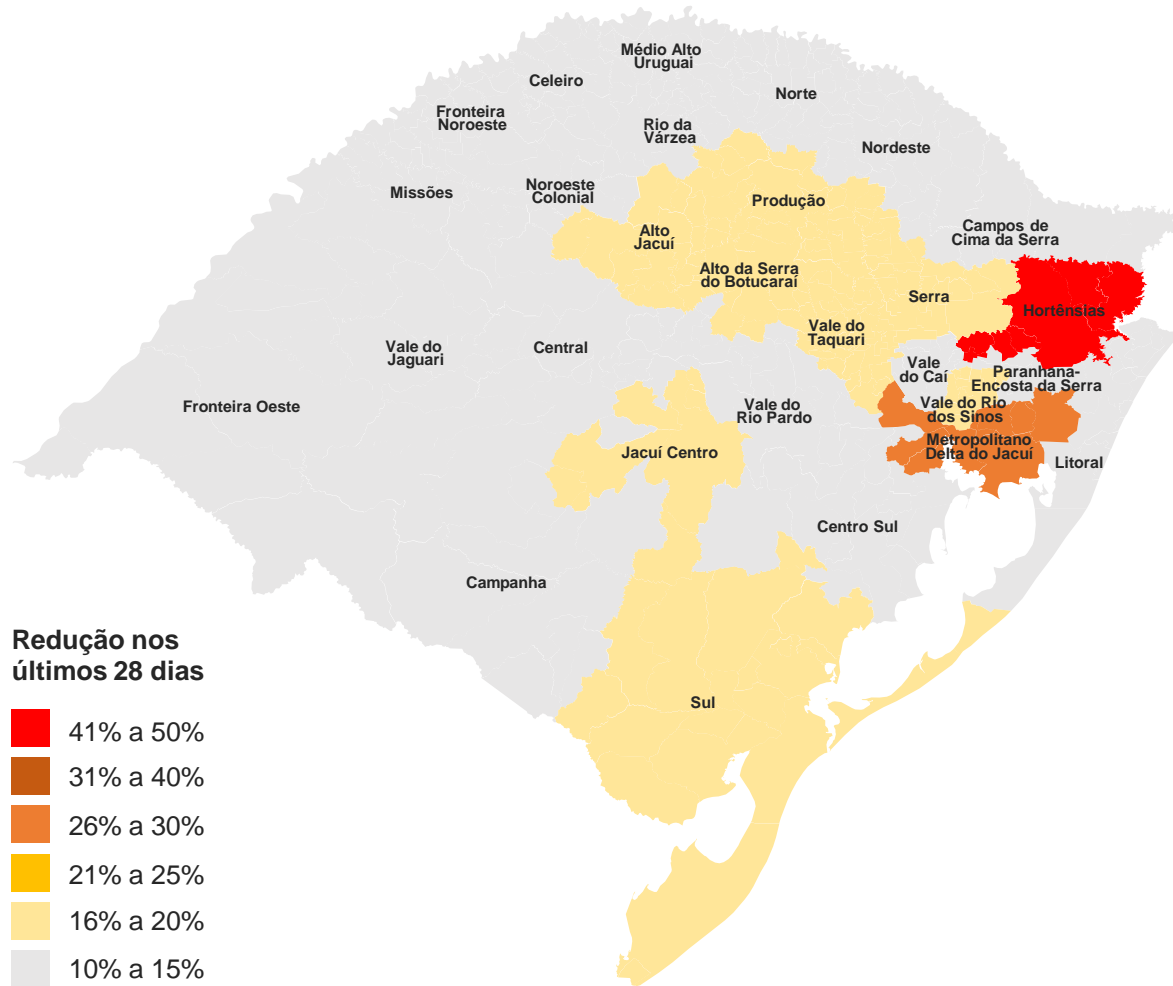 Médio Alto
Uruguai
Celeiro
Norte
Fronteira
Noroeste
Rio da
Várzea
Nordeste
Missões
Noroeste
Colonial
Produção
Alto
Jacuí
Campos de
Cima da Serra
Alto da Serra
do Botucaraí
Serra
Hortênsias
Vale do
Taquari
Vale do
Jaguari
Central
Vale
do Caí
Paranhana-
Encosta da Serra
Fronteira Oeste
Vale do
Rio Pardo
Vale do Rio
dos Sinos
Metropolitano
Delta do Jacuí
Jacuí Centro
Litoral
Centro Sul
Campanha
Sul
Redução nos
últimos 28 dias
41% a 50%
31% a 40%
26% a 30%
21% a 25%
16% a 20%
10% a 15%